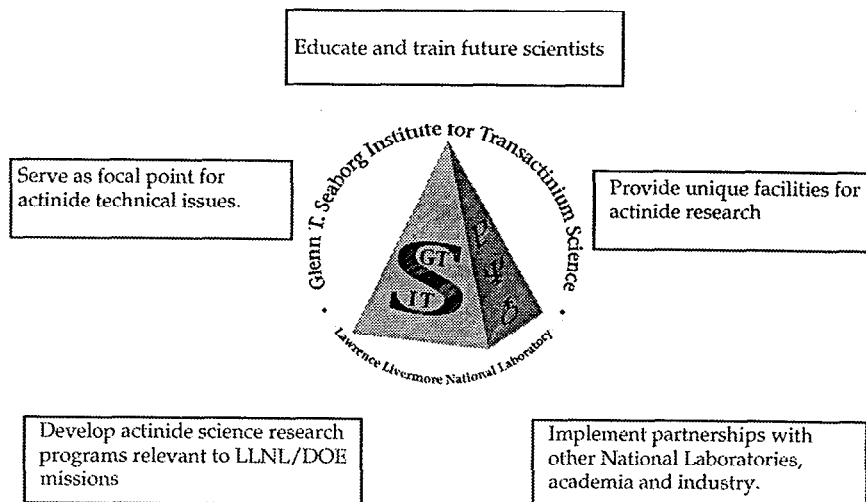 Educate and train future scientists
Glenn T. Seaborg Institute for Transactinium Science
Serve as focal point for
actinide technical issues.
Provide unique facilities for
actinide research
S
GT
IT
• Lawrence Livermore National Laboratory •
Develop actinide science research
programs relevant to LLNL/DOE
missions
Implement partnerships with
other National Laboratories,
academia and industry.